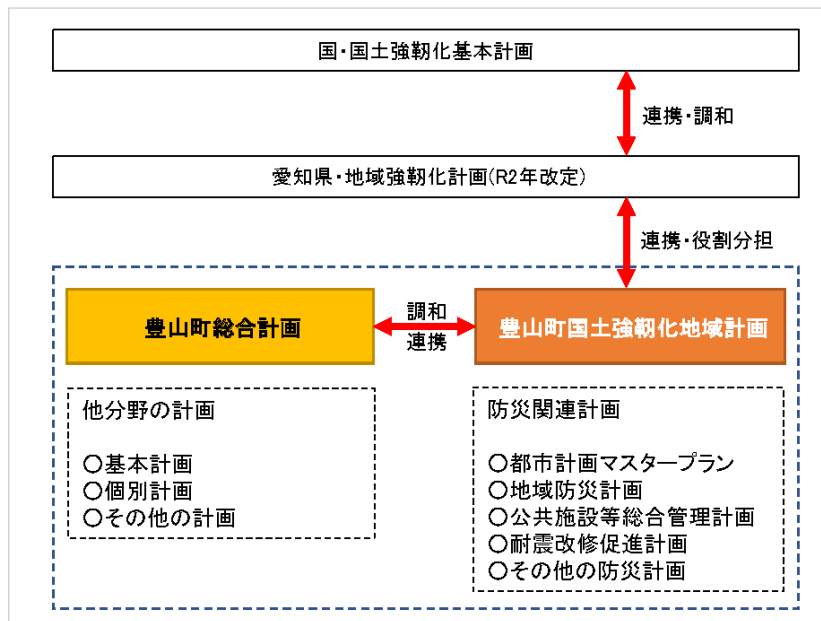 国・国土強靭化基本計画
連携・調和
愛知県・地域強靭化計画(R2年改定)
連携・役割分担
豊山町総合計画
調和
連携
豊山町国土強靭化地域計画
他分野の計画
〇基本計画
〇個別計画
〇その他の計画
防災関連計画
〇都市計画マスタープラン
〇地域防災計画
〇公共施設等総合管理計画
〇耐震改修促進計画
〇その他の防災計画